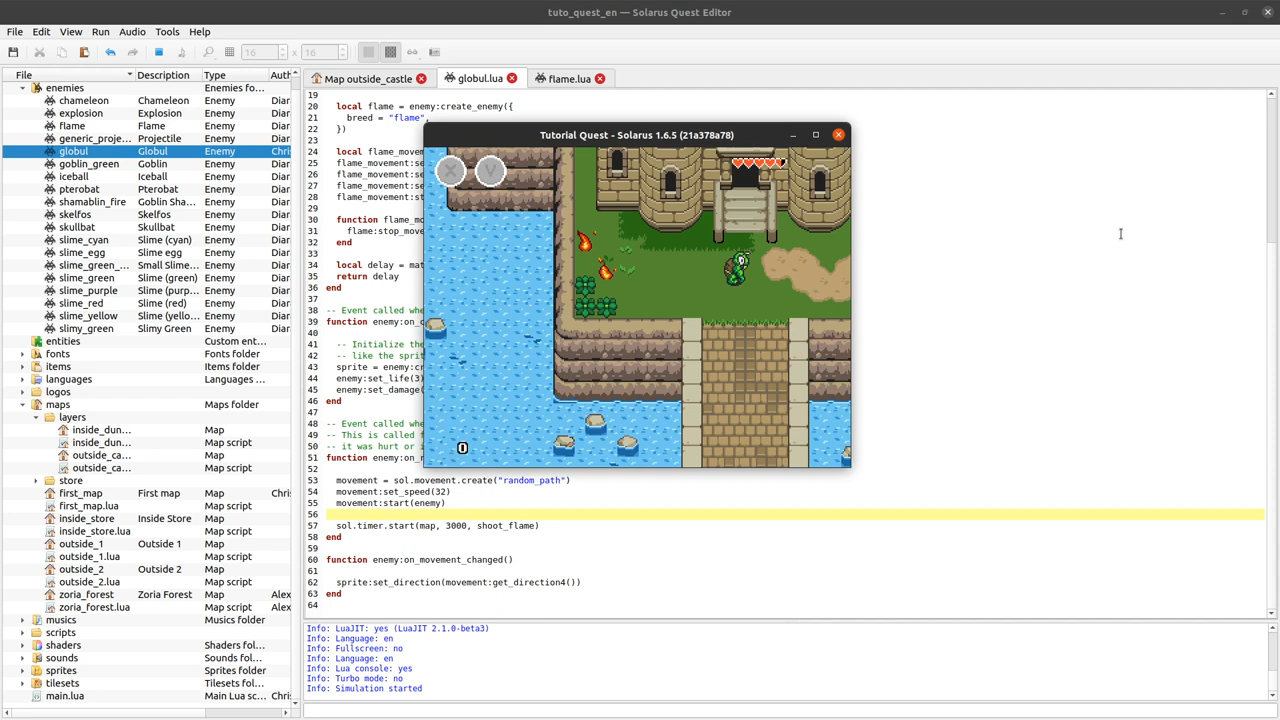 tuto_quest_en — Solarus Quest Editor
File Edit View Run Audio Tools Help
16 x 16
File Description Type Auth
enemies Enemies fo...
chameleon Chameleon Enemy Diar
explosion Explosion Enemy Diar
flame Flame Enemy Diar
generic_proje... Projectile Enemy Diar
globul Globul Enemy Chris
goblin_green Goblin Enemy Diar
iceball Iceball Enemy Diar
pterobat Pterobat Enemy Diar
shamablin_fire Goblin Sha... Enemy Diar
skelfos Skelfos Enemy Diar
skullbat Skullbat Enemy Diar
slime_cyan Slime (cyan) Enemy Diar
slime_egg Slime egg Enemy Diar
slime_green_... Small Slime... Enemy Diar
slime_green Slime (green) Enemy Diar
slime_purple Slime (purp... Enemy Diar
slime_red Slime (red) Enemy Diar
slime_yellow Slime (yello... Enemy Diar
slimy_green Slimy Green Enemy Diar
entities Custom ent...
fonts Fonts folder
items Items folder
languages Languages ...
logos
maps Maps folder
layers
inside_dun... Map
inside_dun... Map script
outside_ca... Map
outside_ca... Map script
store
first_map First map Map Chris
first_map.lua Map script
inside_store Inside Store Map
inside_store.lua Map script
outside_1 Outside 1 Map
outside_1.lua Map script
outside_2 Outside 2 Map
outside_2.lua Map script
zoria_forest Zoria Forest Map Alex
zoria_forest.lua Map script Alex
musics Musics folder
scripts
shaders Shaders fol...
sounds Sounds fol...
sprites Sprites folder
tilesets Tilesets fol...
main.lua Main Lua sc... Chris
Map outside_castle globul.lua flame.lua
19
20 local flame = enemy:create_enemy({
21 breed = "flame",
22 })
23
24 local flame_movem
25 flame_movement:se
26 flame_movement:se
27 flame_movement:se
28 flame_movement:st
29
30 function flame_mo
31 flame:stop_move
32 end
33
34 local delay = mat
35 return delay
36 end
37
38 -- Event called whe
39 function enemy:on_c
40
41 -- Initialize the
42 -- like the sprit
43 sprite = enemy:cr
44 enemy:set_life(3)
45 enemy:set_damage(
46 end
47
48 -- Event called whe
49 -- This is called f
50 -- it was hurt or i
51 function enemy:on_r
52
53 movement = sol.movement.create("random_path")
54 movement:set_speed(32)
55 movement:start(enemy)
56
57 sol.timer.start(map, 3000, shoot_flame)
58 end
59
60 function enemy:on_movement_changed()
61
62 sprite:set_direction(movement:get_direction4())
63 end
64
Tutorial Quest - Solarus 1.6.5 (21a378a78)
X Y
0
Info: LuaJIT: yes (LuaJIT 2.1.0-beta3)
Info: Language: en
Info: Fullscreen: no
Info: Language: en
Info: Lua console: yes
Info: Turbo mode: no
Info: Simulation started